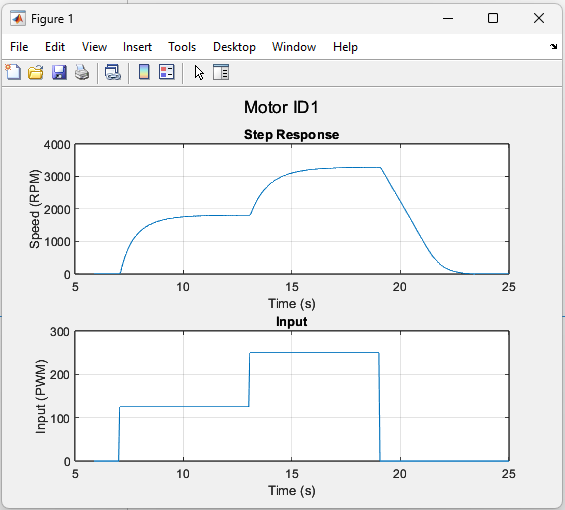 Figure 1
File Edit View Insert Tools Desktop Window Help
Motor ID1
Step Response
4000
3000
2000
1000
0
Speed (RPM)
5 10 15 20 25
Time (s)
Input
300
200
100
0
Input (PWM)
5 10 15 20 25
Time (s)